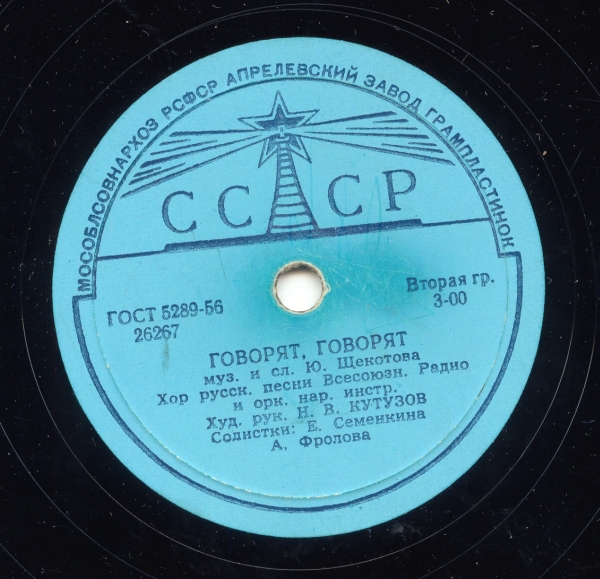 МОСОБЛСОВНАРХОЗ РСФСР АПРЕЛЕВСКИЙ ЗАВОД ГРАМПЛАСТИНОК
СССР
ГОСТ 5289-56
26267
Вторая гр.
3-00
ГОВОРЯТ, ГОВОРЯТ
муз. и сл. Ю. Щекотова
Хор русск. песни Всесоюзн. Радио
и орк. нар. инстр.
Худ. рук. Н. В. КУТУЗОВ
Солистки: Е. Семенкина
А. Фролова